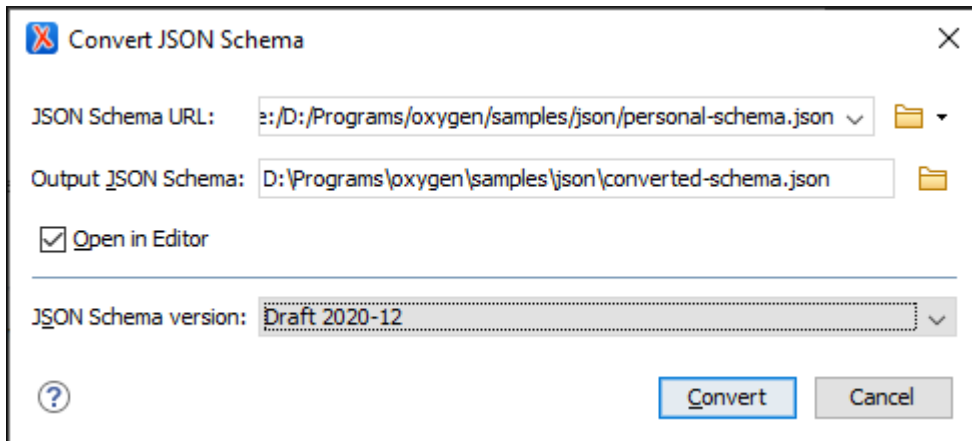 Convert JSON Schema
JSON Schema URL: e:/D:/Programs/oxygen/samples/json/personal-schema.json
Output JSON Schema: D:\Programs\oxygen\samples\json\converted-schema.json
Open in Editor
JSON Schema version: Draft 2020-12
? Convert Cancel